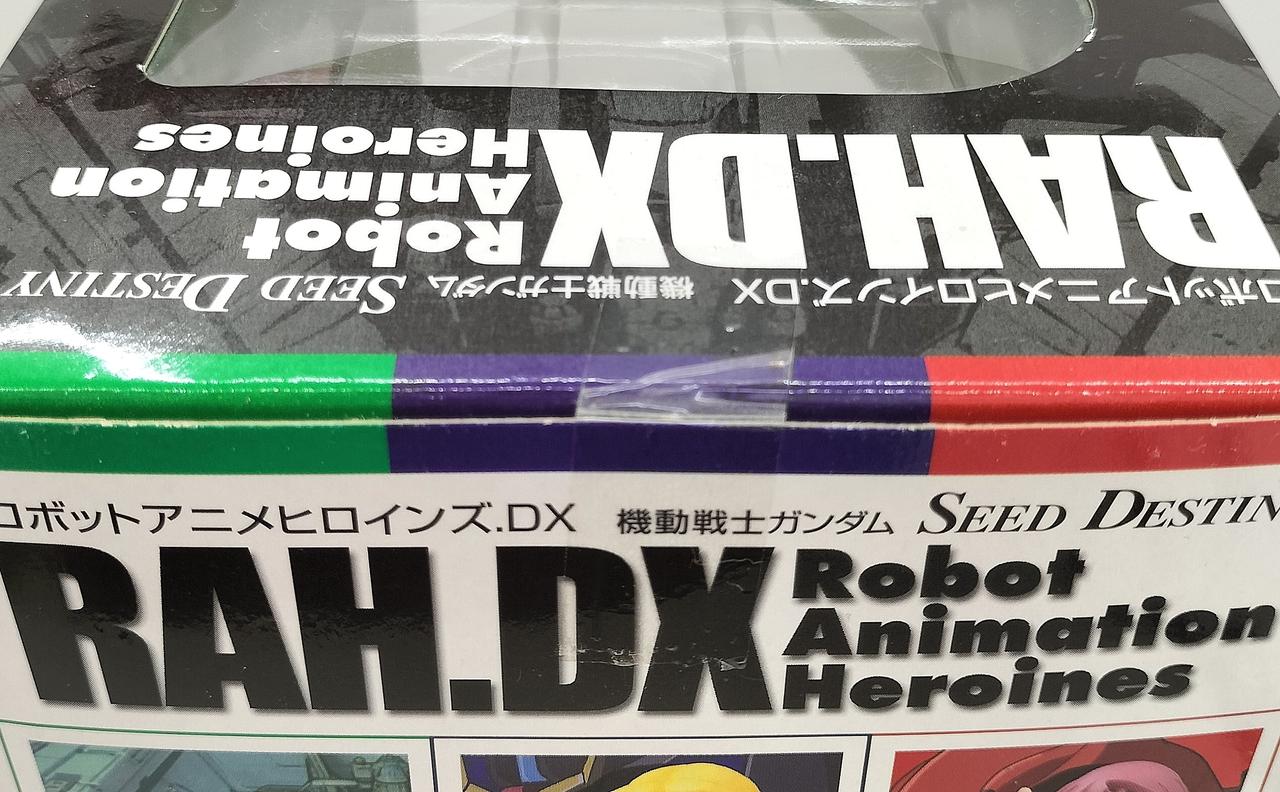 RAH.DX Robot
Animation
Heroines
ロボットアニメヒロインズ.DX 機動戦士ガンダム SEED DESTINY
ロボットアニメヒロインズ.DX 機動戦士ガンダム SEED DESTIN
RAH.DX Robot
Animation
Heroines